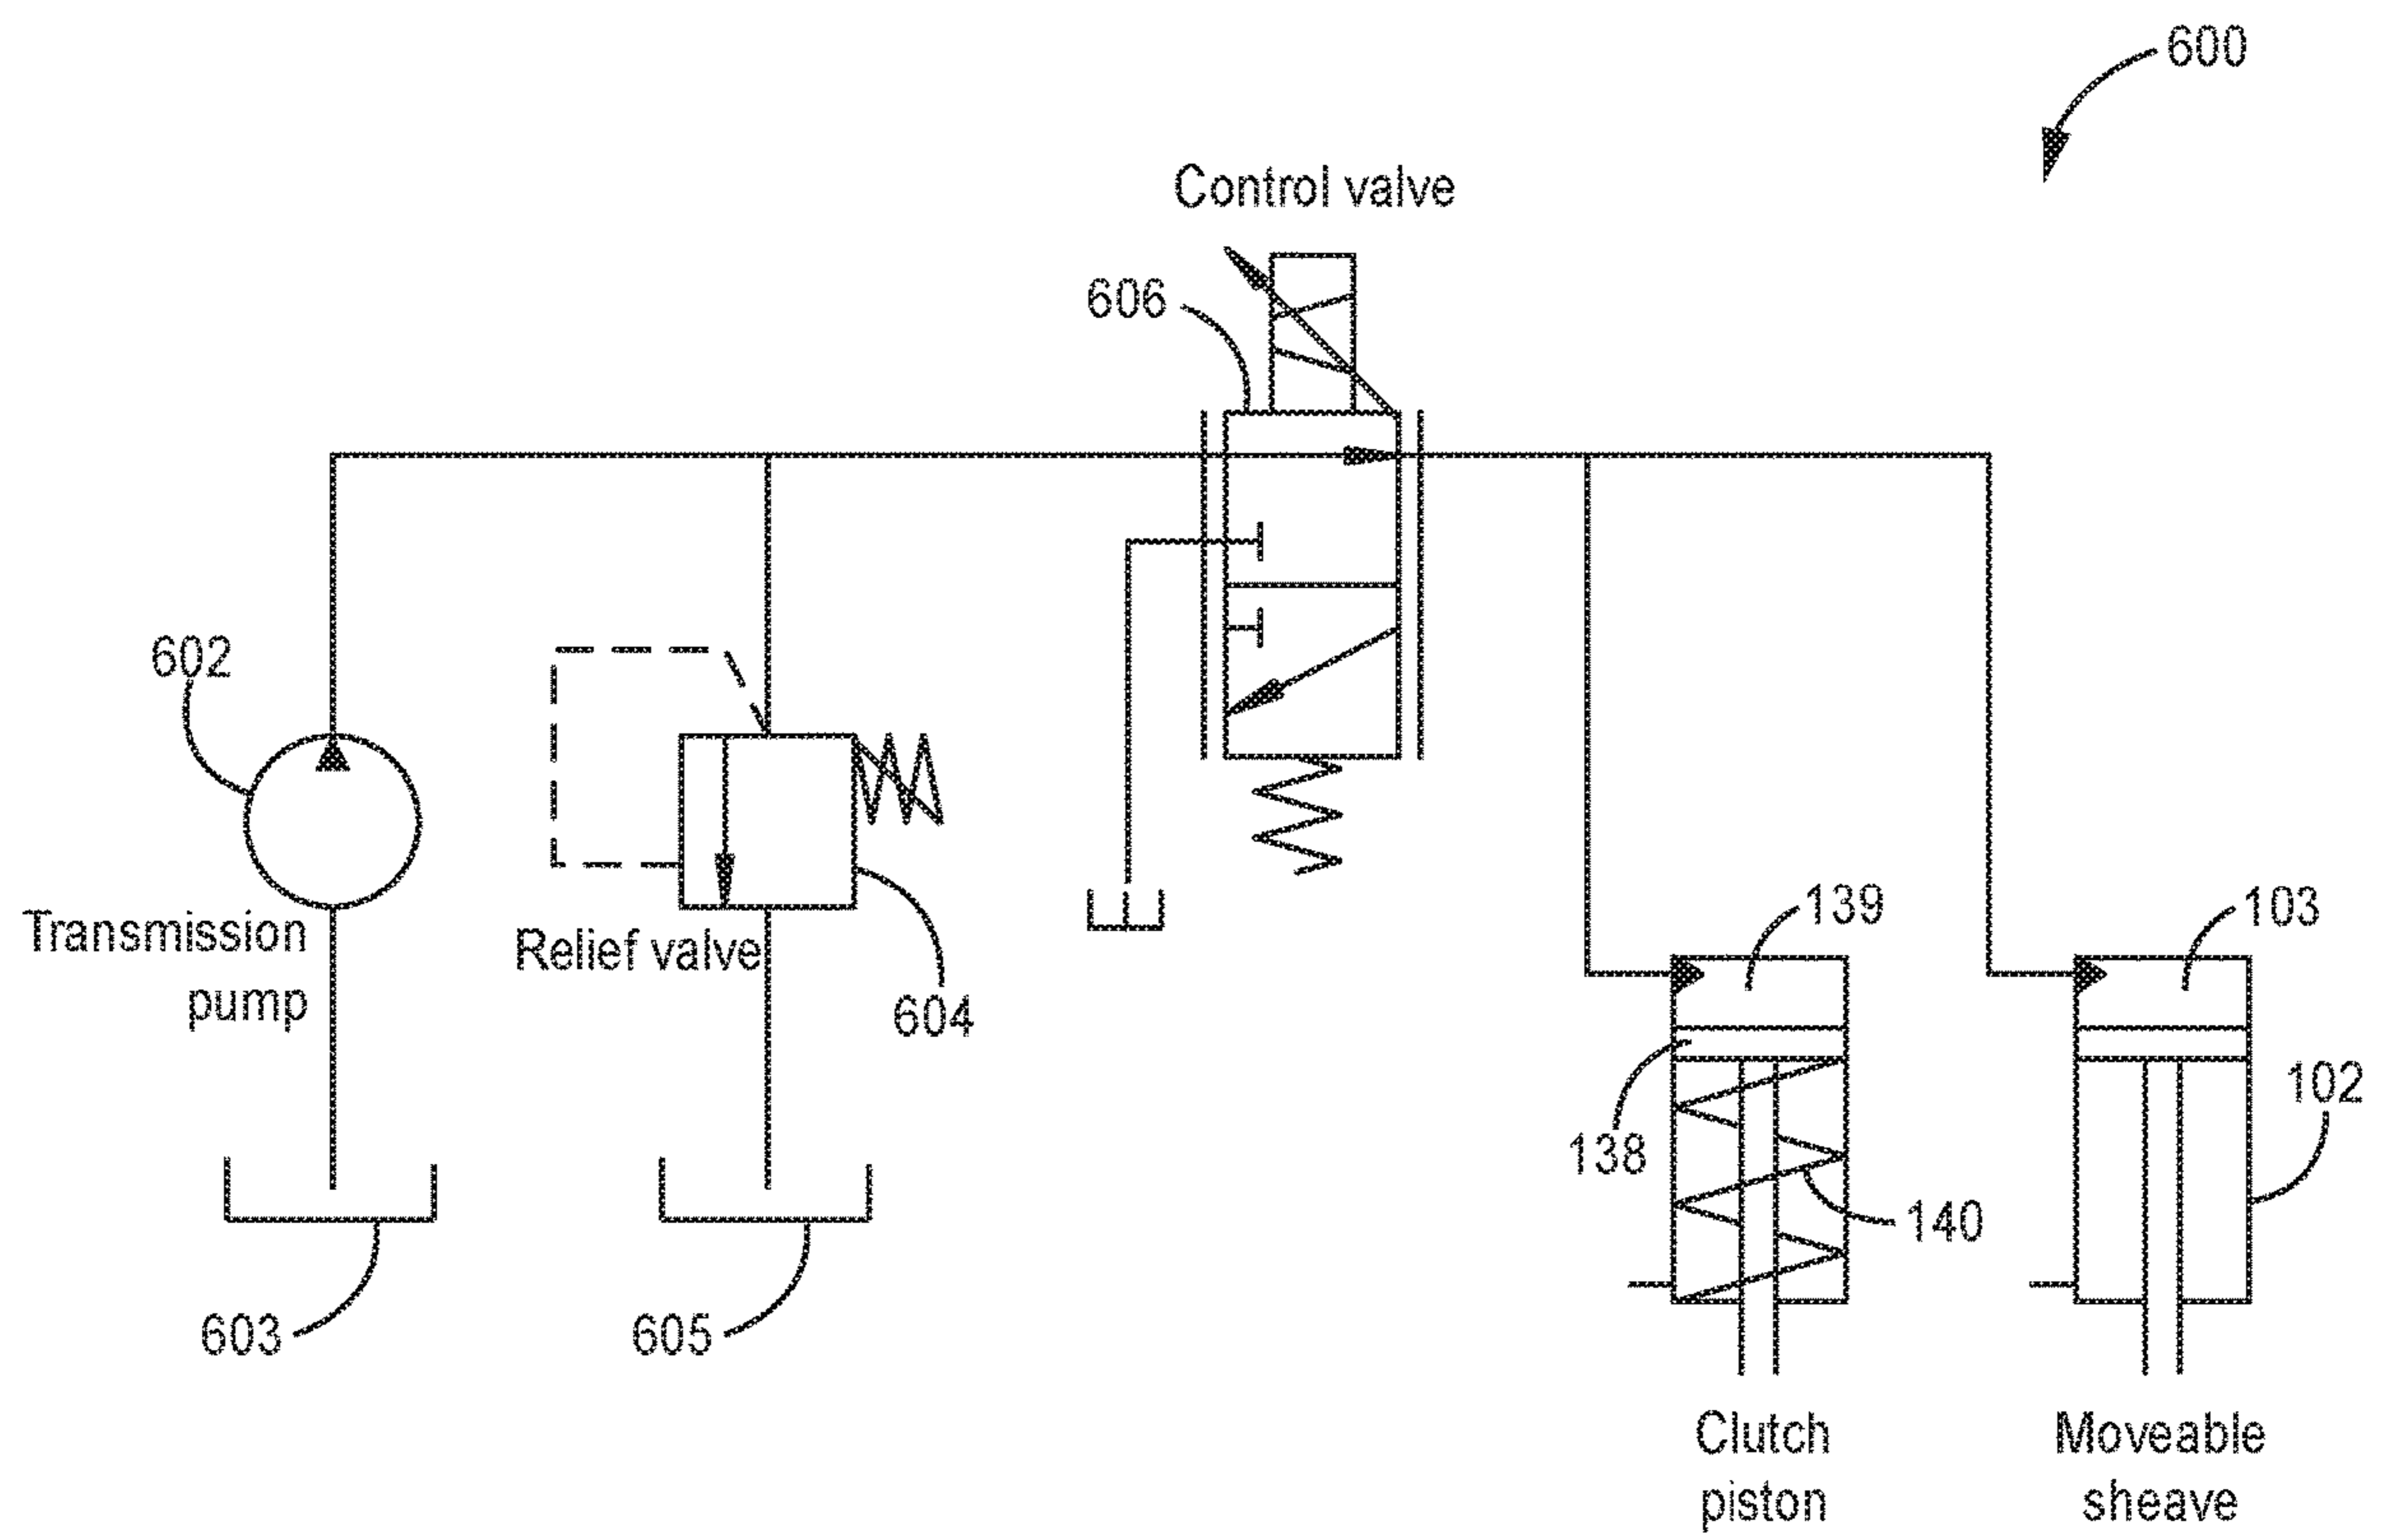 600
Control valve
606
602
Transmission
pump
Relief valve
604
139
103
138
102
140
603
605
Clutch
piston
Moveable
sheave